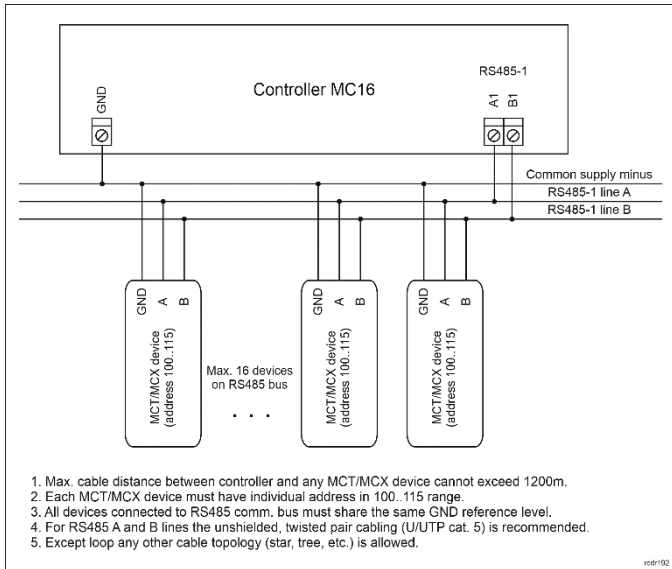 Controller MC16
RS485-1
GND
A1
B1
Common supply minus
RS485-1 line A
RS485-1 line B
GND
A
B
MCT/MCX device
(address 100..115)
Max. 16 devices
on RS485 bus
. . .
GND
A
B
MCT/MCX device
(address 100..115)
GND
A
B
MCT/MCX device
(address 100..115)
1. Max. cable distance between controller and any MCT/MCX device cannot exceed 1200m.
2. Each MCT/MCX device must have individual address in 100..115 range.
3. All devices connected to RS485 comm. bus must share the same GND reference level.
4. For RS485 A and B lines the unshielded, twisted pair cabling (U/UTP cat. 5) is recommended.
5. Except loop any other cable topology (star, tree, etc.) is allowed.
rcdr192